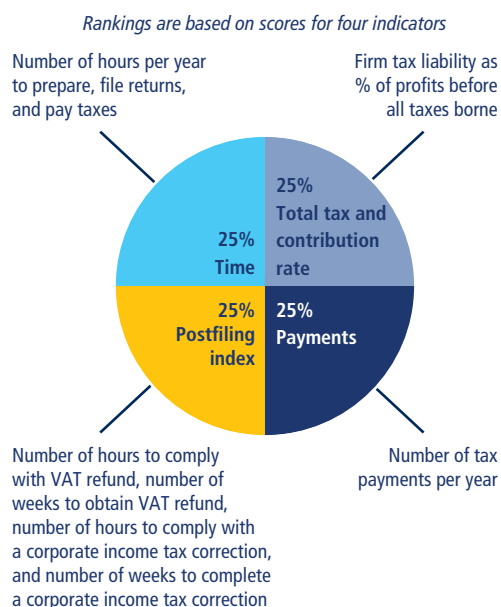 Rankings are based on scores for four indicators
Number of hours per year
to prepare, file returns,
and pay taxes
Firm tax liability as
% of profits before
all taxes borne
25%
Time
25%
Total tax and
contribution
rate
25%
Postfiling
index
25%
Payments
Number of hours to comply
with VAT refund, number of
weeks to obtain VAT refund,
number of hours to comply with
a corporate income tax correction,
and number of weeks to complete
a corporate income tax correction
Number of tax
payments per year